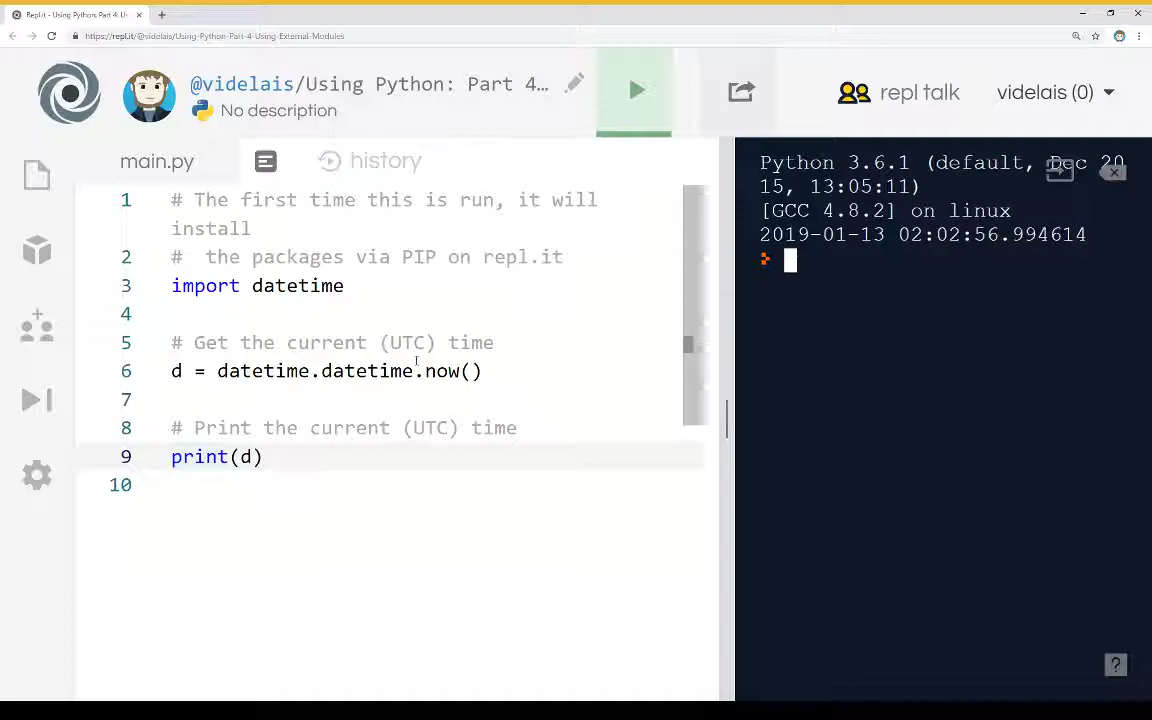 Repl.it - Using Python: Part 4: Us
https://repl.it/@videlais/Using-Python-Part-4-Using-External-Modules
@videlais/Using Python: Part 4...
No description
repl talk
videlais (0)
main.py
history
1 # The first time this is run, it will
install
2 #  the packages via PIP on repl.it
3 import datetime
4
5 # Get the current (UTC) time
6 d = datetime.datetime.now()
7
8 # Print the current (UTC) time
9 print(d)
10
Python 3.6.1 (default, Dec 20
15, 13:05:11)
[GCC 4.8.2] on linux
2019-01-13 02:02:56.994614
?